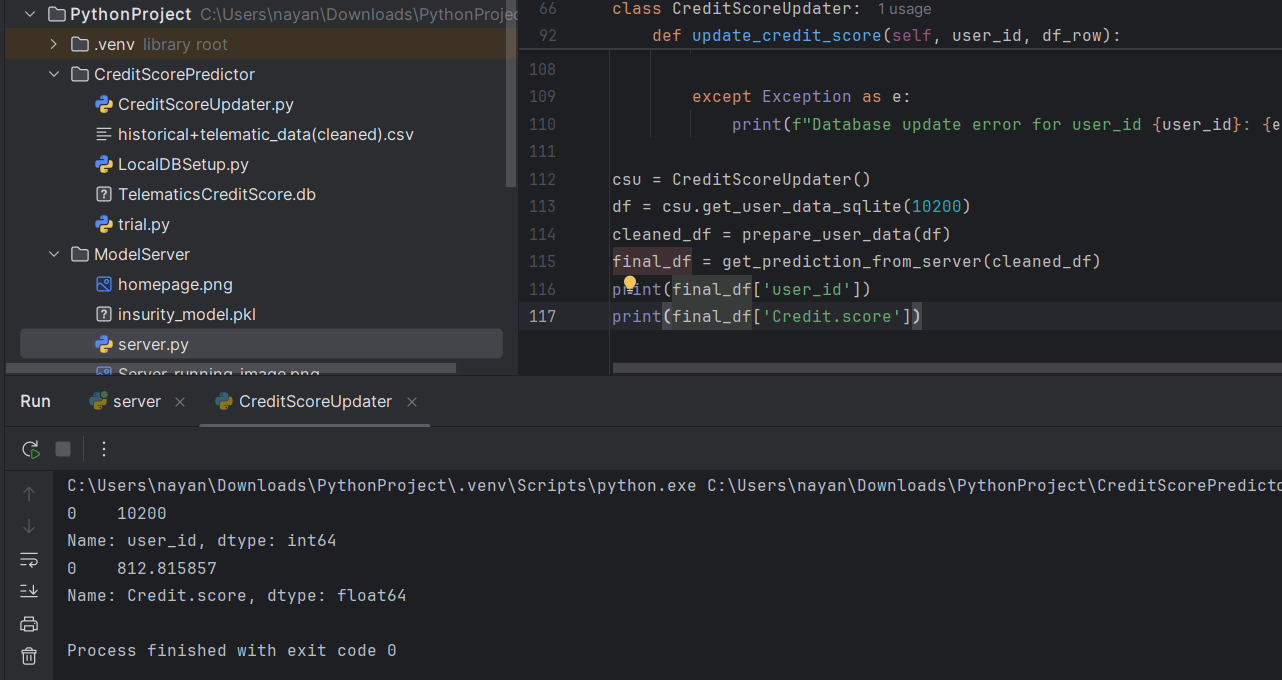 PythonProject C:\Users\nayan\Downloads\PythonProjec
.venv library root
CreditScorePredictor
CreditScoreUpdater.py
historical+telematic_data(cleaned).csv
LocalDBSetup.py
TelematicsCreditScore.db
trial.py
ModelServer
homepage.png
insurity_model.pkl
server.py
Server_running_image.png
66 class CreditScoreUpdater: 1 usage
92 def update_credit_score(self, user_id, df_row):
108
109 except Exception as e:
110 print(f"Database update error for user_id {user_id}: {e
111
112 csu = CreditScoreUpdater()
113 df = csu.get_user_data_sqlite(10200)
114 cleaned_df = prepare_user_data(df)
115 final_df = get_prediction_from_server(cleaned_df)
116 print(final_df['user_id'])
117 print(final_df['Credit.score'])
Run server CreditScoreUpdater
C:\Users\nayan\Downloads\PythonProject\.venv\Scripts\python.exe C:\Users\nayan\Downloads\PythonProject\CreditScorePredicto
0 10200
Name: user_id, dtype: int64
0 812.815857
Name: Credit.score, dtype: float64
Process finished with exit code 0